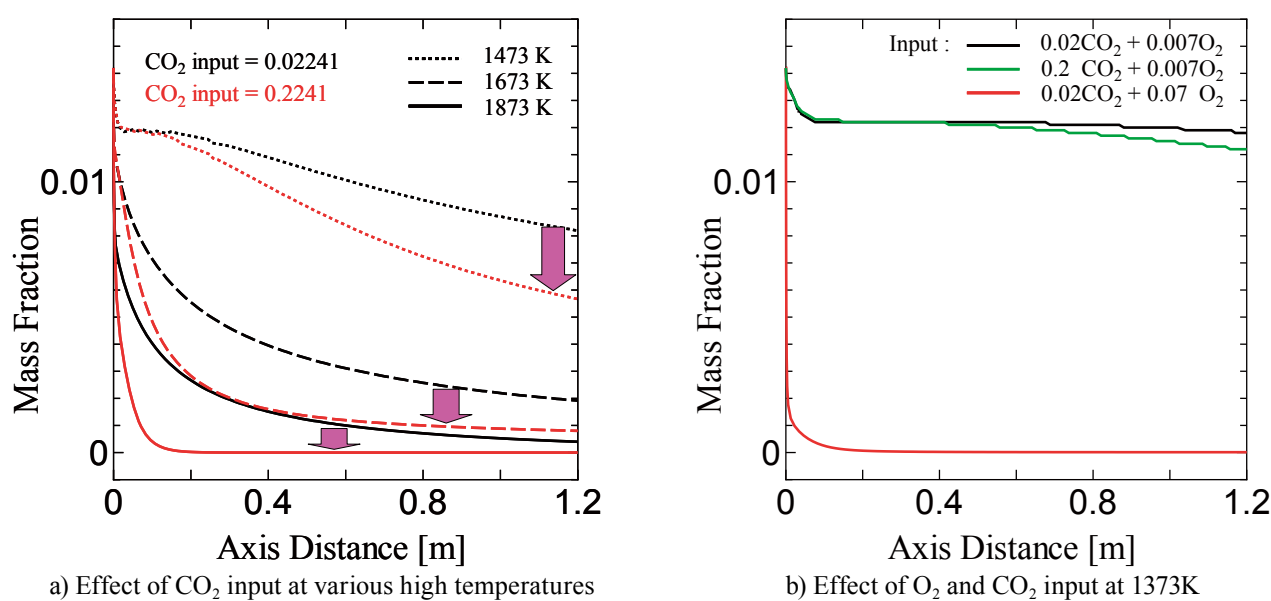 CO₂ input = 0.02241
CO₂ input = 0.2241
1473 K
1673 K
1873 K
0.01
0
Mass Fraction
0
0.4
0.8
1.2
Axis Distance [m]
a) Effect of CO₂ input at various high temperatures
Input :
0.02CO₂ + 0.007O₂
0.2 CO₂ + 0.007O₂
0.02CO₂ + 0.07 O₂
0.01
0
Mass Fraction
0
0.4
0.8
1.2
Axis Distance [m]
b) Effect of O₂ and CO₂ input at 1373K